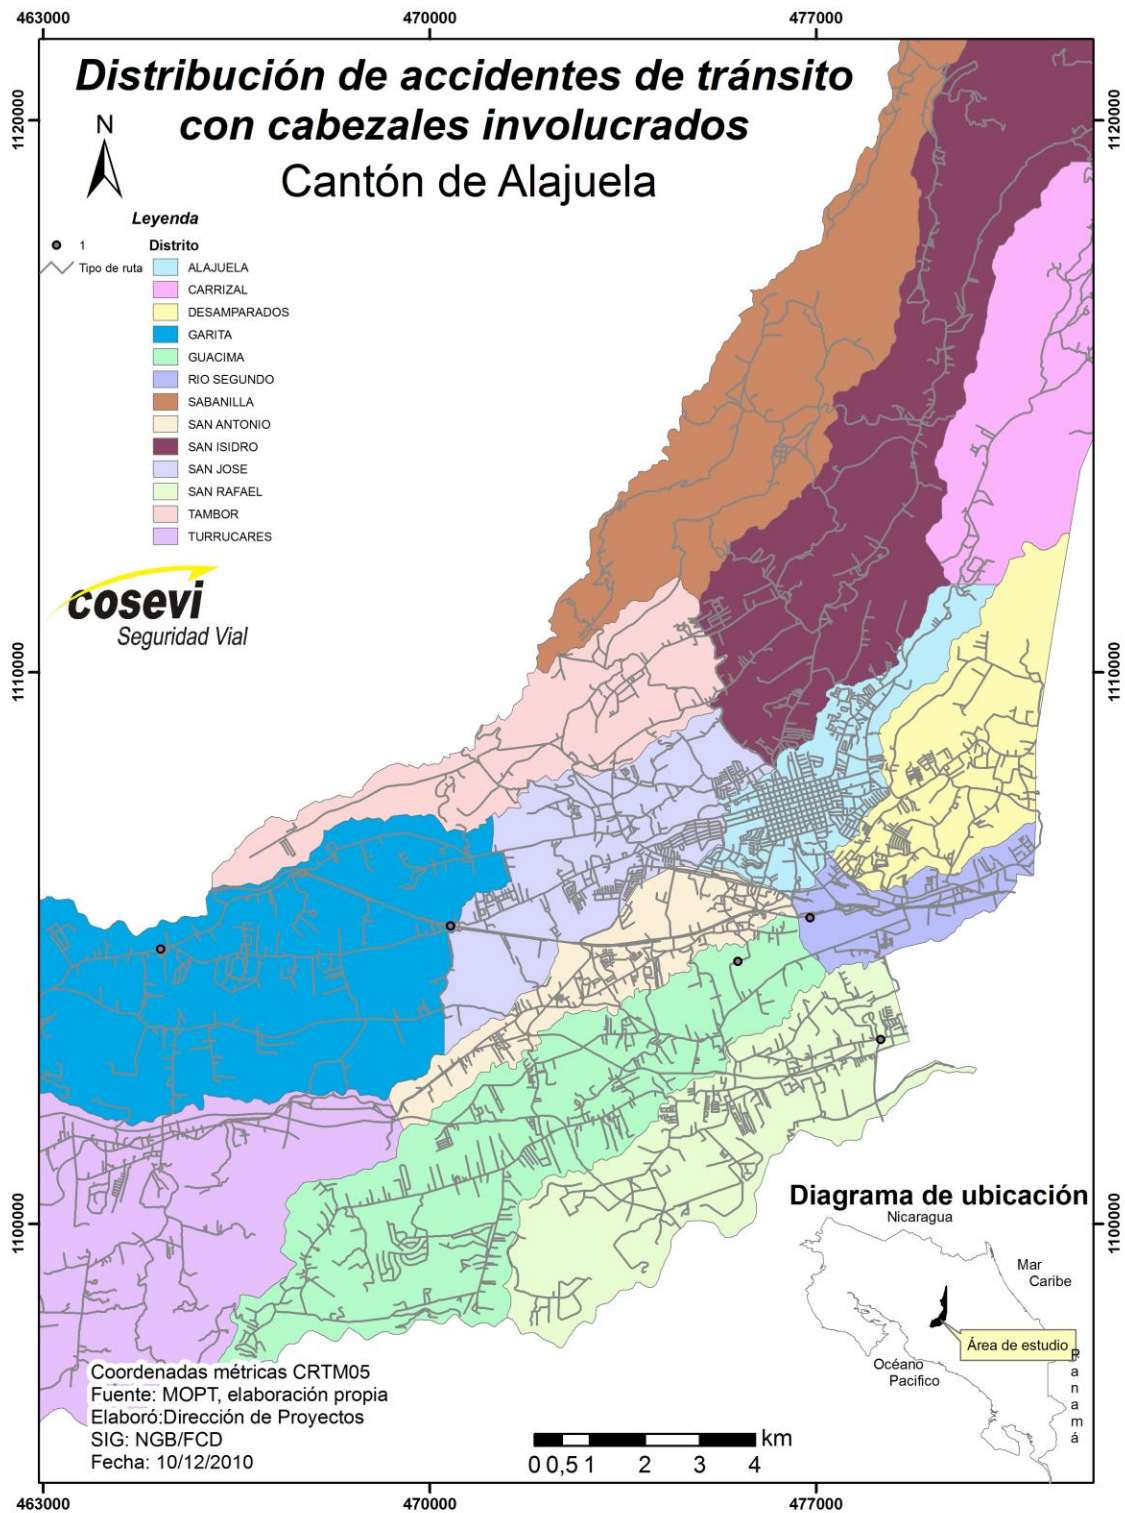 463000
470000
477000
Distribución de accidentes de tránsito
con cabezales involucrados
Cantón de Alajuela
1120000
1120000
N
Leyenda
1
Tipo de ruta
Distrito
ALAJUELA
CARRIZAL
DESAMPARADOS
GARITA
GUACIMA
RIO SEGUNDO
SABANILLA
SAN ANTONIO
SAN ISIDRO
SAN JOSE
SAN RAFAEL
TAMBOR
TURRUCARES
cosevi
Seguridad Vial
1110000
1110000
1100000
1100000
Diagrama de ubicación
Nicaragua
Mar
Caribe
Área de estudio
Océano
Pacifico
Panamá
Coordenadas métricas CRTM05
Fuente: MOPT, elaboración propia
Elaboró:Dirección de Proyectos
SIG: NGB/FCD
Fecha: 10/12/2010
km
0 0,5 1 2 3 4
463000
470000
477000